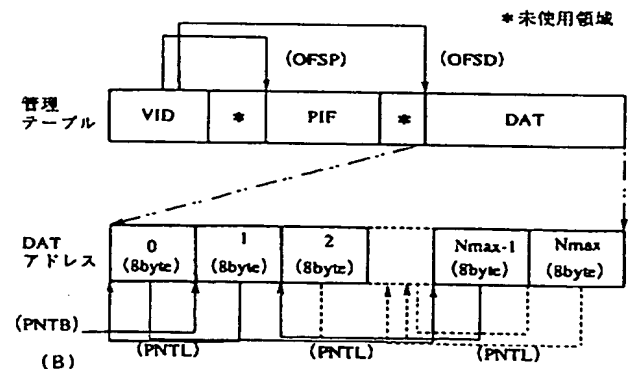 *未使用領域
(OFSP) (OFSD)
管理
テーブル
VID * PIF * DAT
DAT
アドレス
0 1 2 Nmax-1 Nmax
(8byte) (8byte) (8byte) (8byte) (8byte)
(PNTB)
(PNTL) (PNTL) (PNTL)
(B)